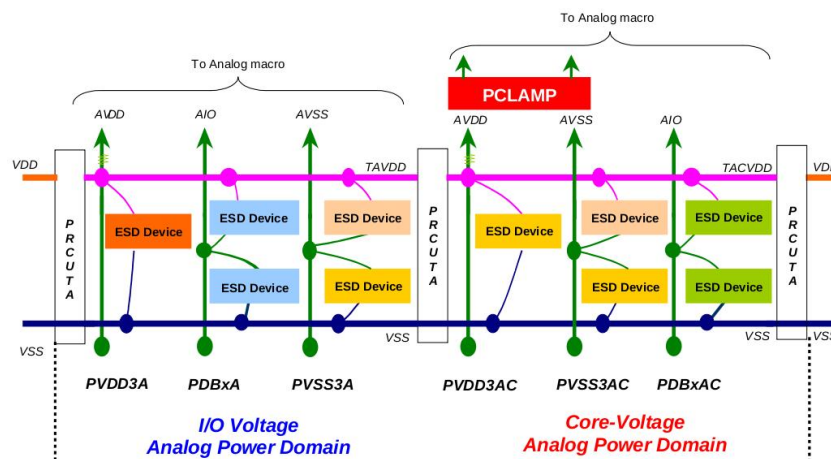 To Analog macro
To Analog macro
PCLAMP
AVDD
AIO
AVSS
AVDD
AVSS
AIO
VDD
TAVDD
TACVDD
PRCUTA
ESD Device
ESD Device
ESD Device
ESD Device
ESD Device
ESD Device
ESD Device
ESD Device
ESD Device
ESD Device
ESD Device
PRCUTA
PRCUTA
VSS
VSS
VSS
PVDD3A
PDBxA
PVSS3A
PVDD3AC
PVSS3AC
PDBxAC
I/O Voltage
Analog Power Domain
Core-Voltage
Analog Power Domain